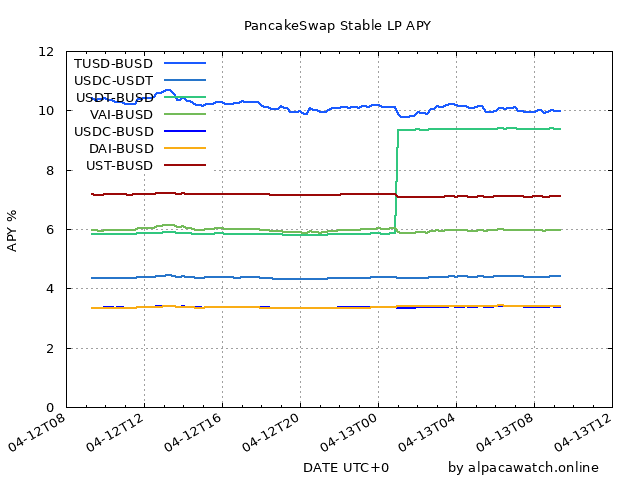 PancakeSwap Stable LP APY
12
10
8
6
4
2
0
APY %
TUSD-BUSD
USDC-USDT
USDT-BUSD
VAI-BUSD
USDC-BUSD
DAI-BUSD
UST-BUSD
04-12T08
04-12T12
04-12T16
04-12T20
04-13T00
04-13T04
04-13T08
04-13T12
DATE UTC+0
by alpacawatch.online